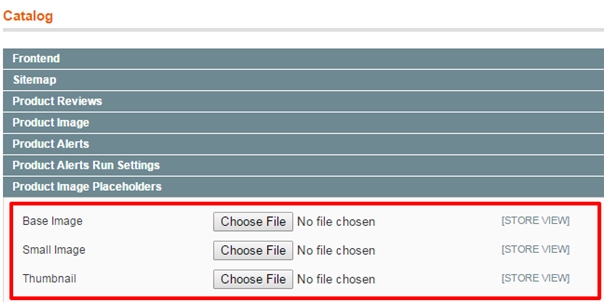 Catalog
Frontend
Sitemap
Product Reviews
Product Image
Product Alerts
Product Alerts Run Settings
Product Image Placeholders
Base Image Choose File No file chosen [STORE VIEW]
Small Image Choose File No file chosen [STORE VIEW]
Thumbnail Choose File No file chosen [STORE VIEW]